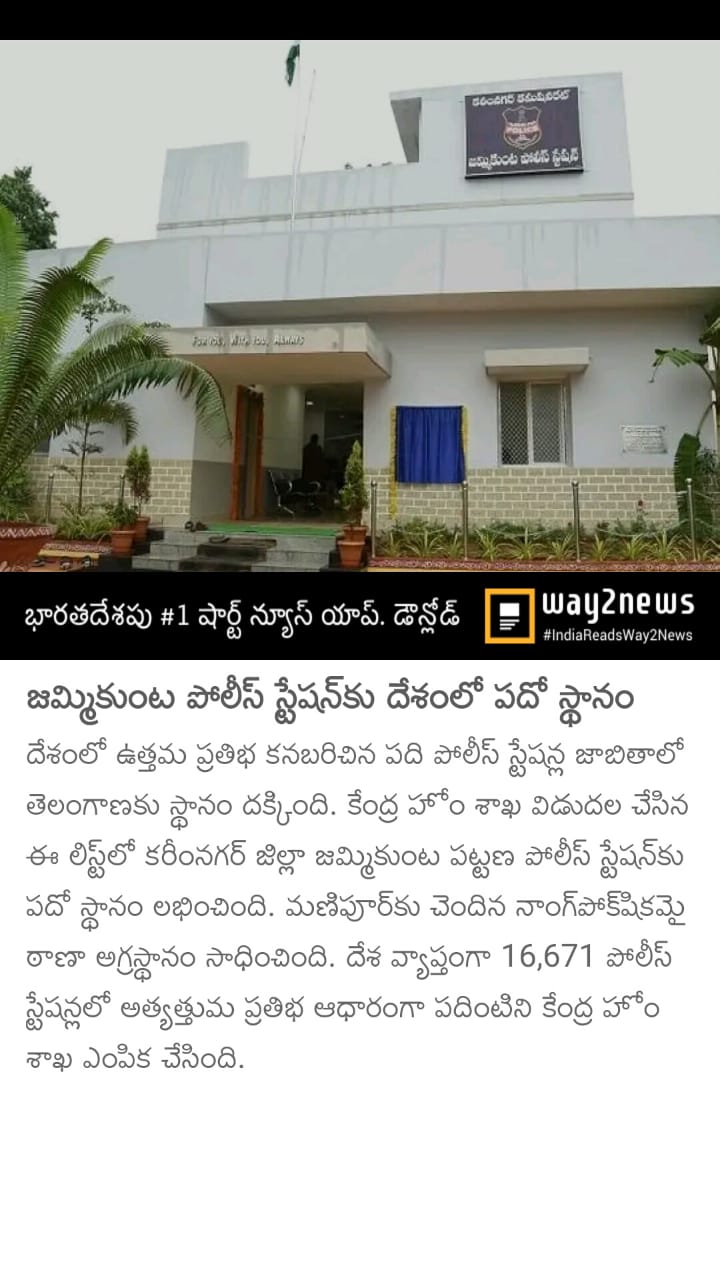 కరీంనగర్ కమిషనరేట్
POLICE
జమ్మికుంట పోలీస్ స్టేషన్
FOR YOU, WITH YOU, ALWAYS
భారతదేశపు #1 షార్ట్ న్యూస్ యాప్. డౌన్లోడ్
way2news
#IndiaReadsWay2News
జమ్మికుంట పోలీస్ స్టేషన్‌కు దేశంలో పదో స్థానం
దేశంలో ఉత్తమ ప్రతిభ కనబరిచిన పది పోలీస్ స్టేషన్ల జాబితాలో
తెలంగాణకు స్థానం దక్కింది. కేంద్ర హోం శాఖ విడుదల చేసిన
ఈ లిస్ట్‌లో కరీంనగర్ జిల్లా జమ్మికుంట పట్టణ పోలీస్ స్టేషన్‌కు
పదో స్థానం లభించింది. మణిపూర్‌కు చెందిన నాంగ్‌పోక్‌షికమై
ఠాణా అగ్రస్థానం సాధించింది. దేశ వ్యాప్తంగా 16,671 పోలీస్
స్టేషన్లలో అత్యత్తుమ ప్రతిభ ఆధారంగా పదింటిని కేంద్ర హోం
శాఖ ఎంపిక చేసింది.